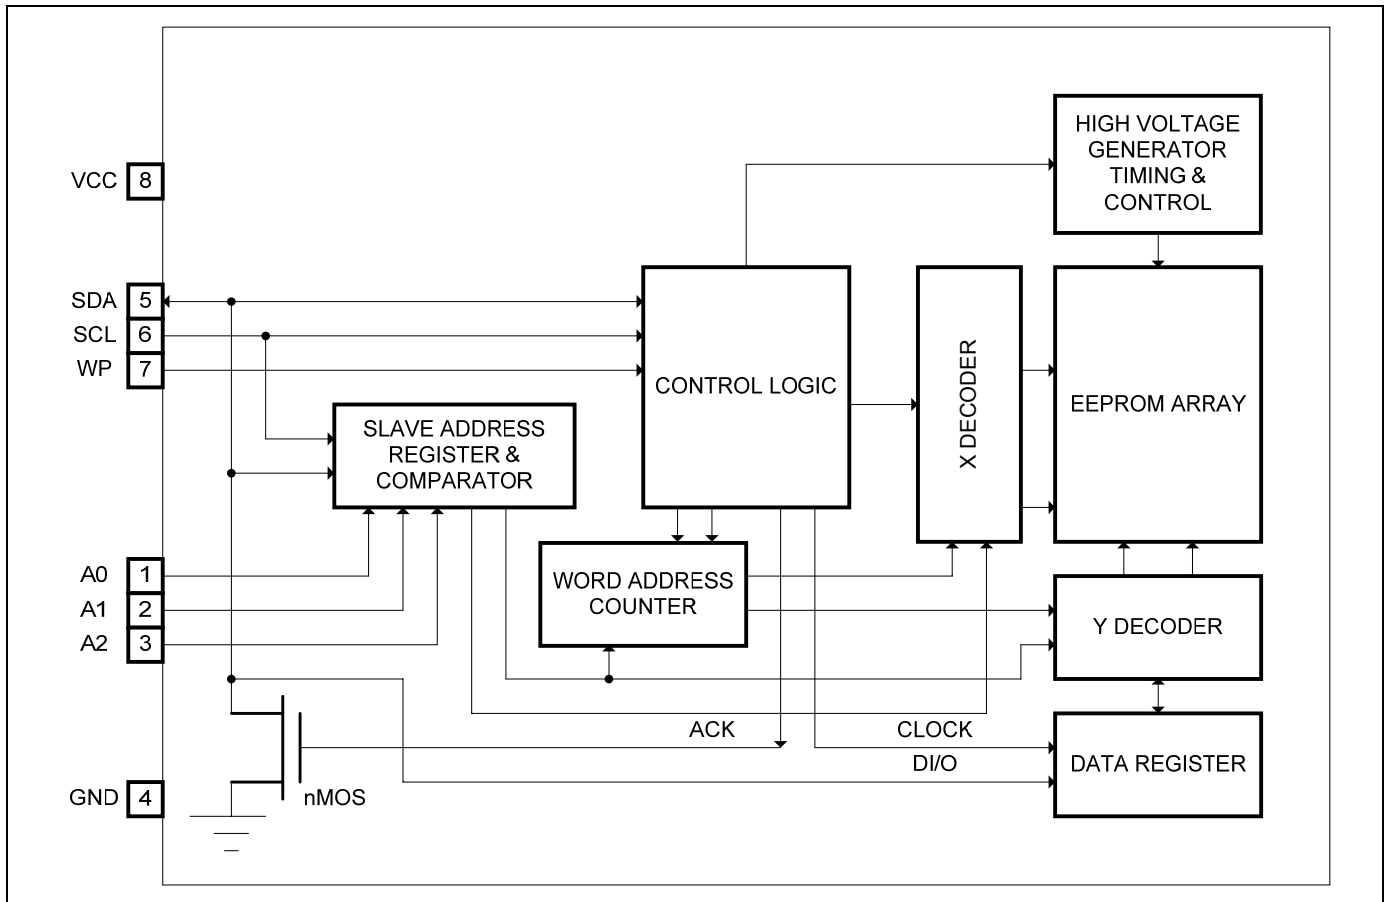 HIGH VOLTAGE
GENERATOR
TIMING &
CONTROL
VCC 8
SDA 5
SCL 6
WP 7
CONTROL LOGIC
X DECODER
EEPROM ARRAY
SLAVE ADDRESS
REGISTER &
COMPARATOR
A0 1
A1 2
A2 3
WORD ADDRESS
COUNTER
Y DECODER
ACK
CLOCK
DI/O
DATA REGISTER
GND 4
nMOS